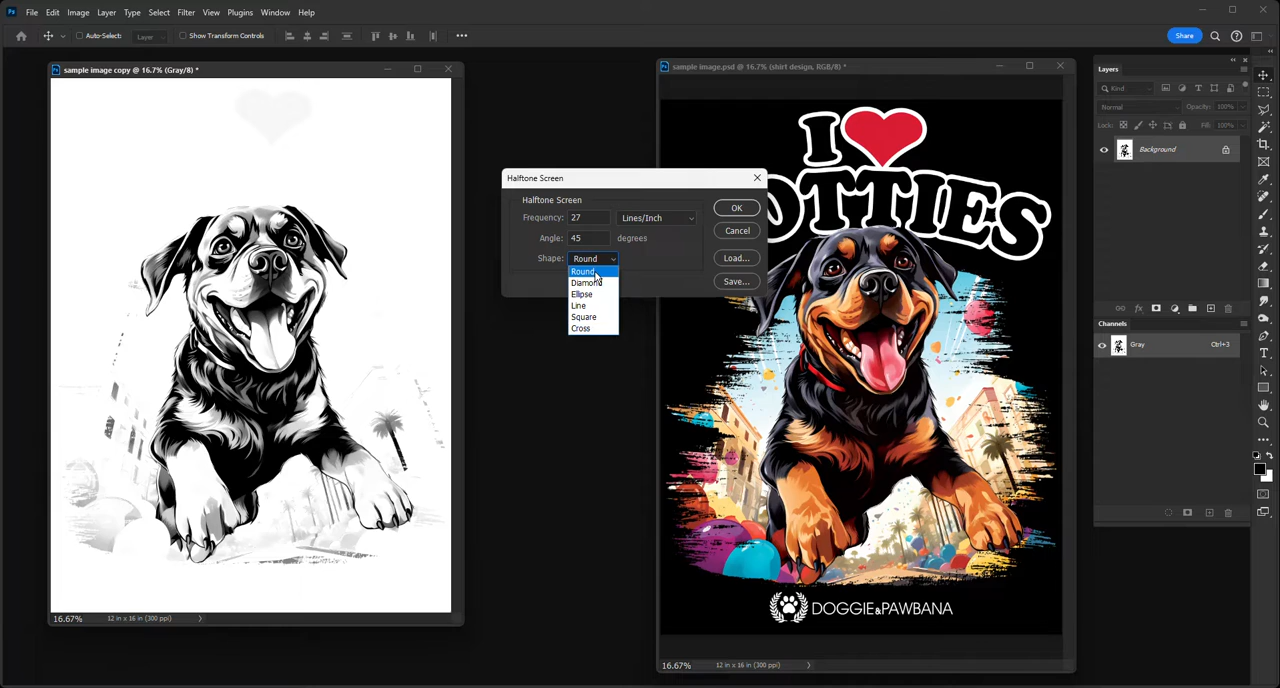 Ps File Edit Image Layer Type Select Filter View Plugins Window Help
Auto-Select: Layer Show Transform Controls Share
sample image copy @ 16.7% (Gray/8) *
sample image.psd @ 16.7% (shirt design, RGB/8) *
I
OTTIES
DOGGIE&PAWBANA
Halftone Screen
Halftone Screen
Frequency: 27 Lines/Inch
Angle: 45 degrees
Shape: Round
Round
Diamond
Ellipse
Line
Square
Cross
OK
Cancel
Load...
Save...
16.67% 12 in x 16 in (300 ppi)
16.67% 12 in x 16 in (300 ppi)
Layers
Kind
Normal Opacity: 100%
Lock: Fill: 100%
Background
Channels
Gray Ctrl+3